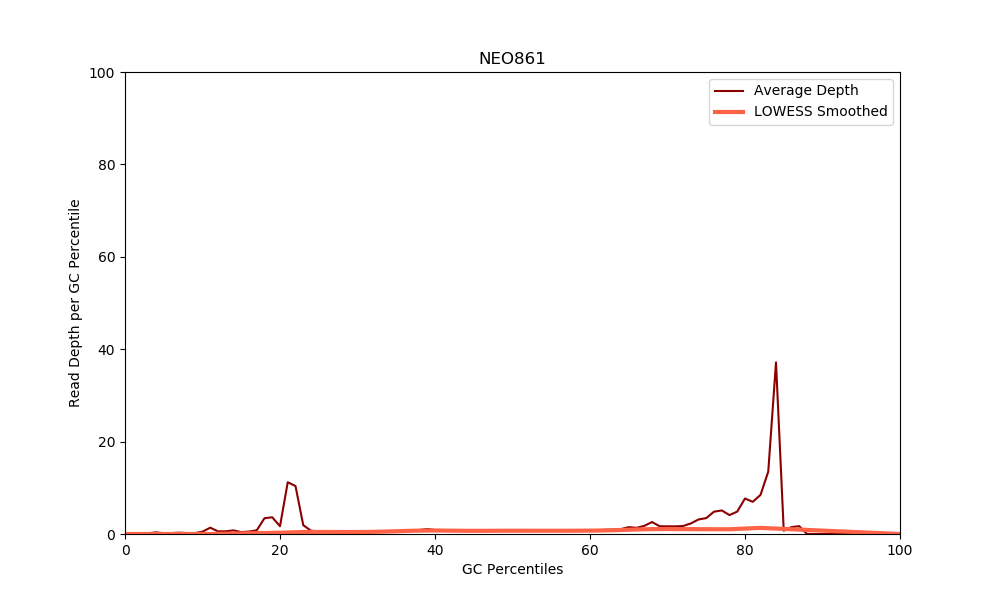 NEO861
Average Depth
LOWESS Smoothed
Read Depth per GC Percentile
100
80
60
40
20
0
0 20 40 60 80 100
GC Percentiles